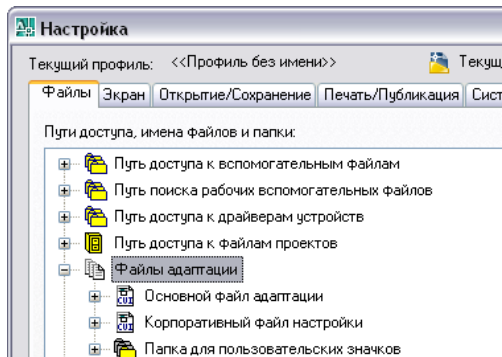 Настройка
Текущий профиль: <<Профиль без имени>>
Файлы Экран Открытие/Сохранение Печать/Публикация
Пути доступа, имена файлов и папки:
Путь доступа к вспомогательным файлам
Путь поиска рабочих вспомогательных файлов
Путь доступа к драйверам устройств
Путь доступа к файлам проектов
Файлы адаптации
CUI Основной файл адаптации
CUI Корпоративный файл настройки
Папка для пользовательских значков